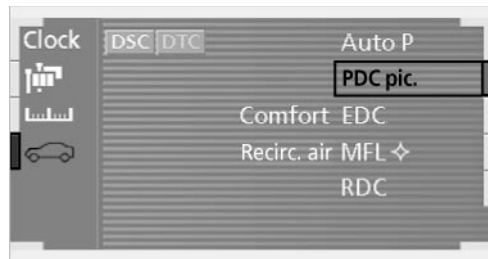 Clock DSC DTC Auto P
PDC pic.
Comfort EDC
Recirc. air MFL
RDC